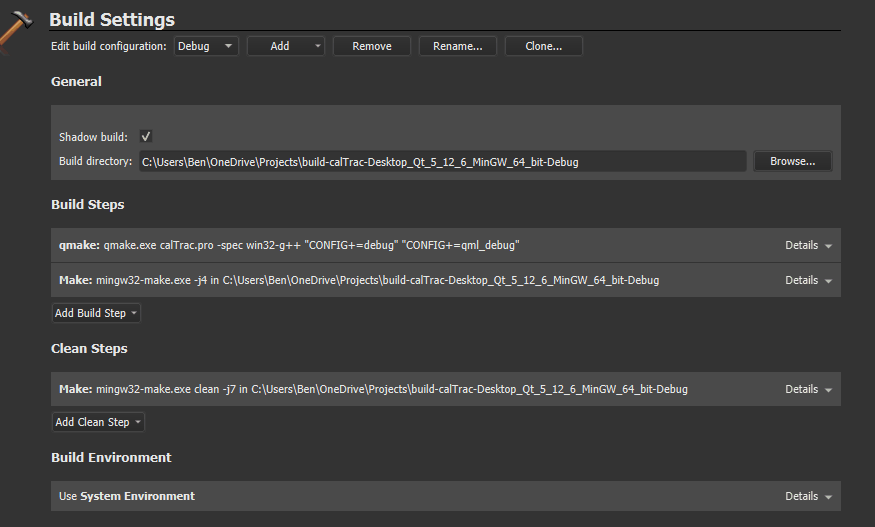 Build Settings
Edit build configuration: Debug Add Remove Rename... Clone...
General
Shadow build:
Build directory: C:\Users\Ben\OneDrive\Projects\build-calTrac-Desktop_Qt_5_12_6_MinGW_64_bit-Debug Browse...
Build Steps
qmake: qmake.exe calTrac.pro -spec win32-g++ "CONFIG+=debug" "CONFIG+=qml_debug" Details
Make: mingw32-make.exe -j4 in C:\Users\Ben\OneDrive\Projects\build-calTrac-Desktop_Qt_5_12_6_MinGW_64_bit-Debug Details
Add Build Step
Clean Steps
Make: mingw32-make.exe clean -j7 in C:\Users\Ben\OneDrive\Projects\build-calTrac-Desktop_Qt_5_12_6_MinGW_64_bit-Debug Details
Add Clean Step
Build Environment
Use System Environment Details